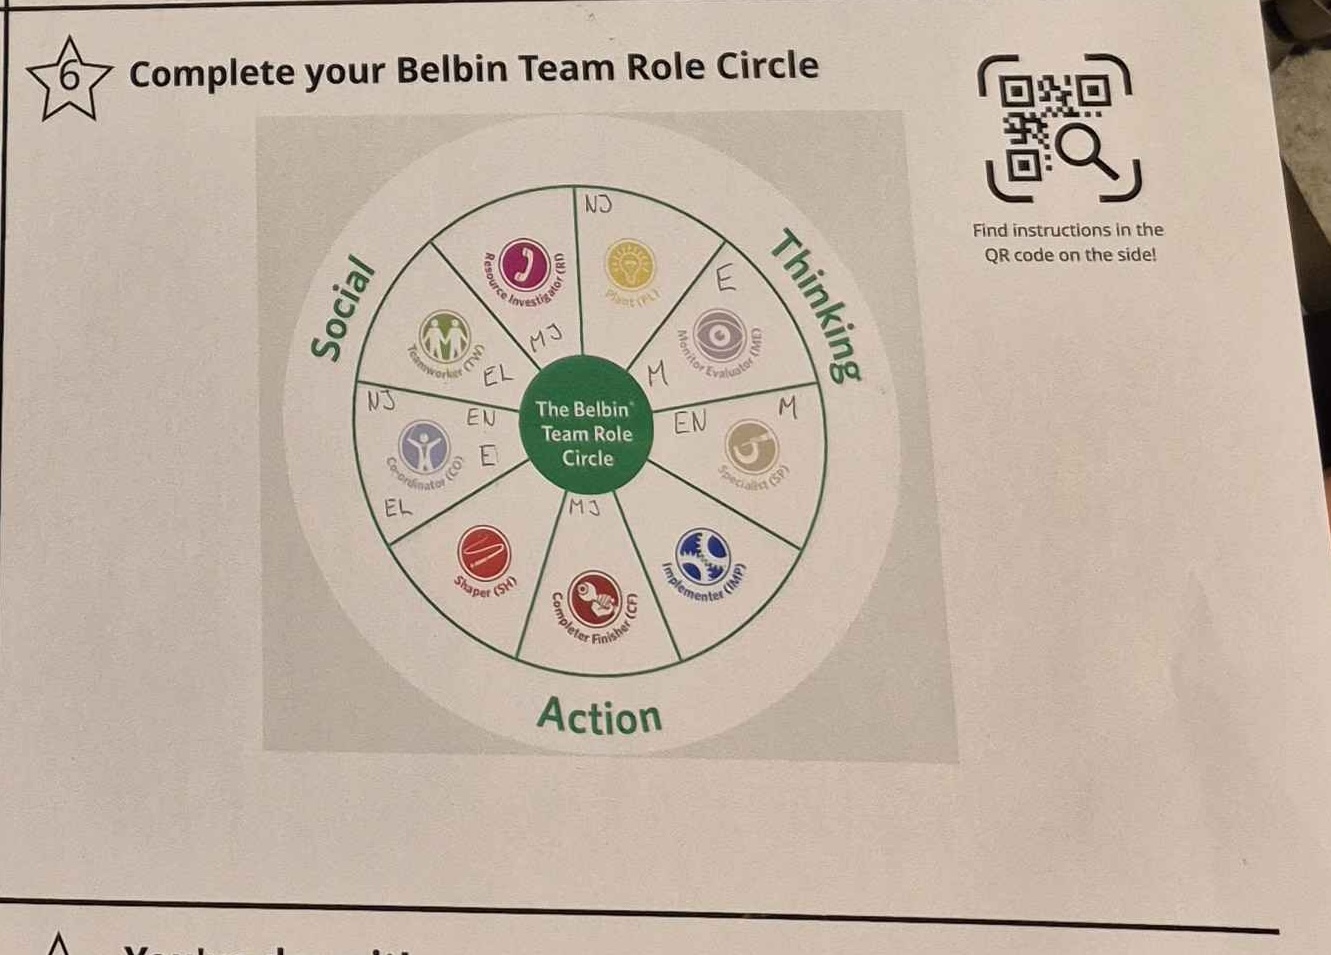 6
Complete your Belbin Team Role Circle
Find instructions in the
QR code on the side!
Social
Thinking
Action
The Belbin®
Team Role
Circle
NJ
Plant (PL)
E
Monitor Evaluator (ME)
M
EN
M
Specialist (SP)
Implementer (IMP)
MJ
Completer Finisher (CF)
Shaper (SH)
NJ
EN
E
Co-ordinator (CO)
EL
Teamworker (TW)
EL
Resource Investigator (RI)
MJ